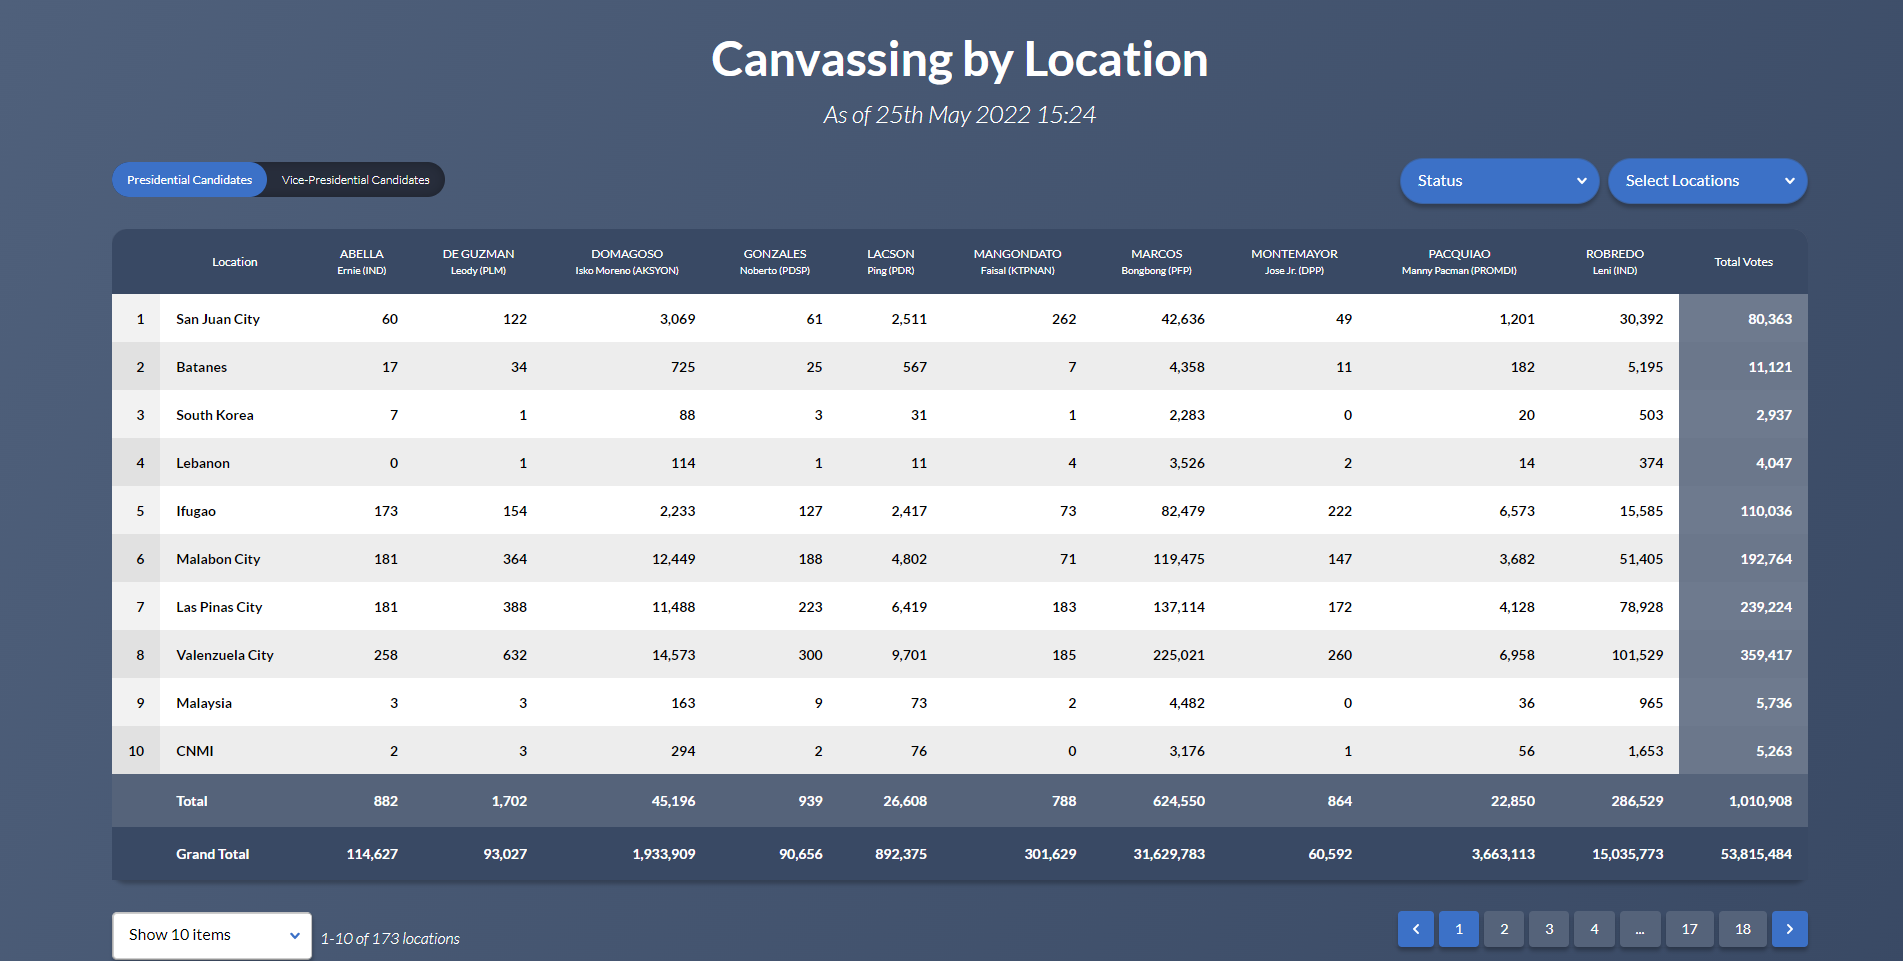 Canvassing by Location
As of 25th May 2022 15:24
Presidential Candidates Vice-Presidential Candidates Status Select Locations
Location ABELLA DE GUZMAN DOMAGOSO GONZALES LACSON MANGONDATO MARCOS MONTEMAYOR PACQUIAO ROBREDO Total Votes
Ernie (IND) Leody (PLM) Isko Moreno (AKSYON) Noberto (PDSP) Ping (PDR) Faisal (KTPNAN) Bongbong (PFP) Jose Jr. (DPP) Manny Pacman (PROMDI) Leni (IND)
1 San Juan City 60 122 3,069 61 2,511 262 42,636 49 1,201 30,392 80,363
2 Batanes 17 34 725 25 567 7 4,358 11 182 5,195 11,121
3 South Korea 7 1 88 3 31 1 2,283 0 20 503 2,937
4 Lebanon 0 1 114 1 11 4 3,526 2 14 374 4,047
5 Ifugao 173 154 2,233 127 2,417 73 82,479 222 6,573 15,585 110,036
6 Malabon City 181 364 12,449 188 4,802 71 119,475 147 3,682 51,405 192,764
7 Las Pinas City 181 388 11,488 223 6,419 183 137,114 172 4,128 78,928 239,224
8 Valenzuela City 258 632 14,573 300 9,701 185 225,021 260 6,958 101,529 359,417
9 Malaysia 3 3 163 9 73 2 4,482 0 36 965 5,736
10 CNMI 2 3 294 2 76 0 3,176 1 56 1,653 5,263
Total 882 1,702 45,196 939 26,608 788 624,550 864 22,850 286,529 1,010,908
Grand Total 114,627 93,027 1,933,909 90,656 892,375 301,629 31,629,783 60,592 3,663,113 15,035,773 53,815,484
Show 10 items 1-10 of 173 locations 1 2 3 4 ... 17 18